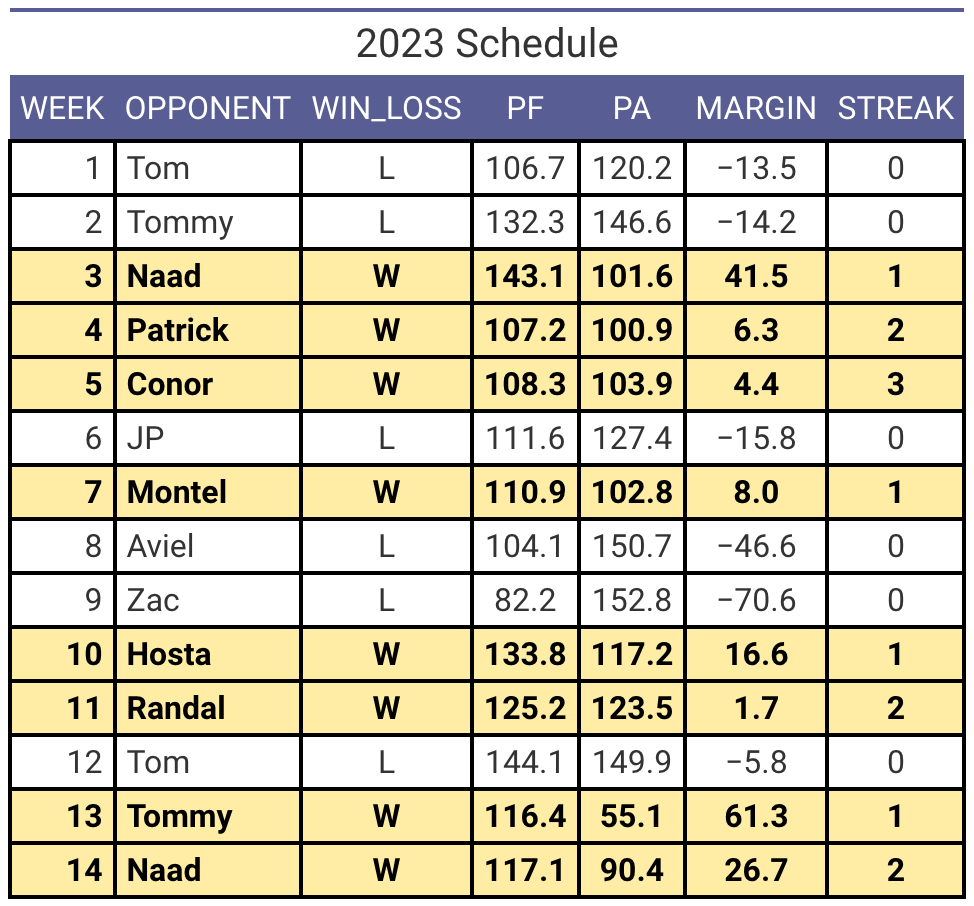 2023 Schedule
WEEK OPPONENT WIN_LOSS PF PA MARGIN STREAK
1 Tom L 106.7 120.2 −13.5 0
2 Tommy L 132.3 146.6 −14.2 0
3 Naad W 143.1 101.6 41.5 1
4 Patrick W 107.2 100.9 6.3 2
5 Conor W 108.3 103.9 4.4 3
6 JP L 111.6 127.4 −15.8 0
7 Montel W 110.9 102.8 8.0 1
8 Aviel L 104.1 150.7 −46.6 0
9 Zac L 82.2 152.8 −70.6 0
10 Hosta W 133.8 117.2 16.6 1
11 Randal W 125.2 123.5 1.7 2
12 Tom L 144.1 149.9 −5.8 0
13 Tommy W 116.4 55.1 61.3 1
14 Naad W 117.1 90.4 26.7 2